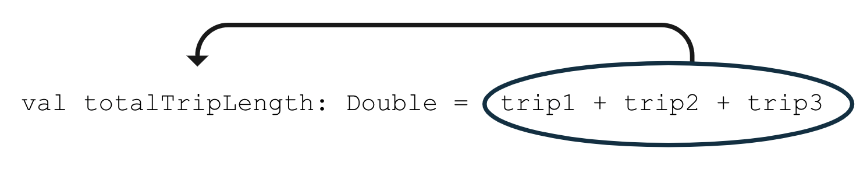 val totalTripLength: Double = trip1 + trip2 + trip3